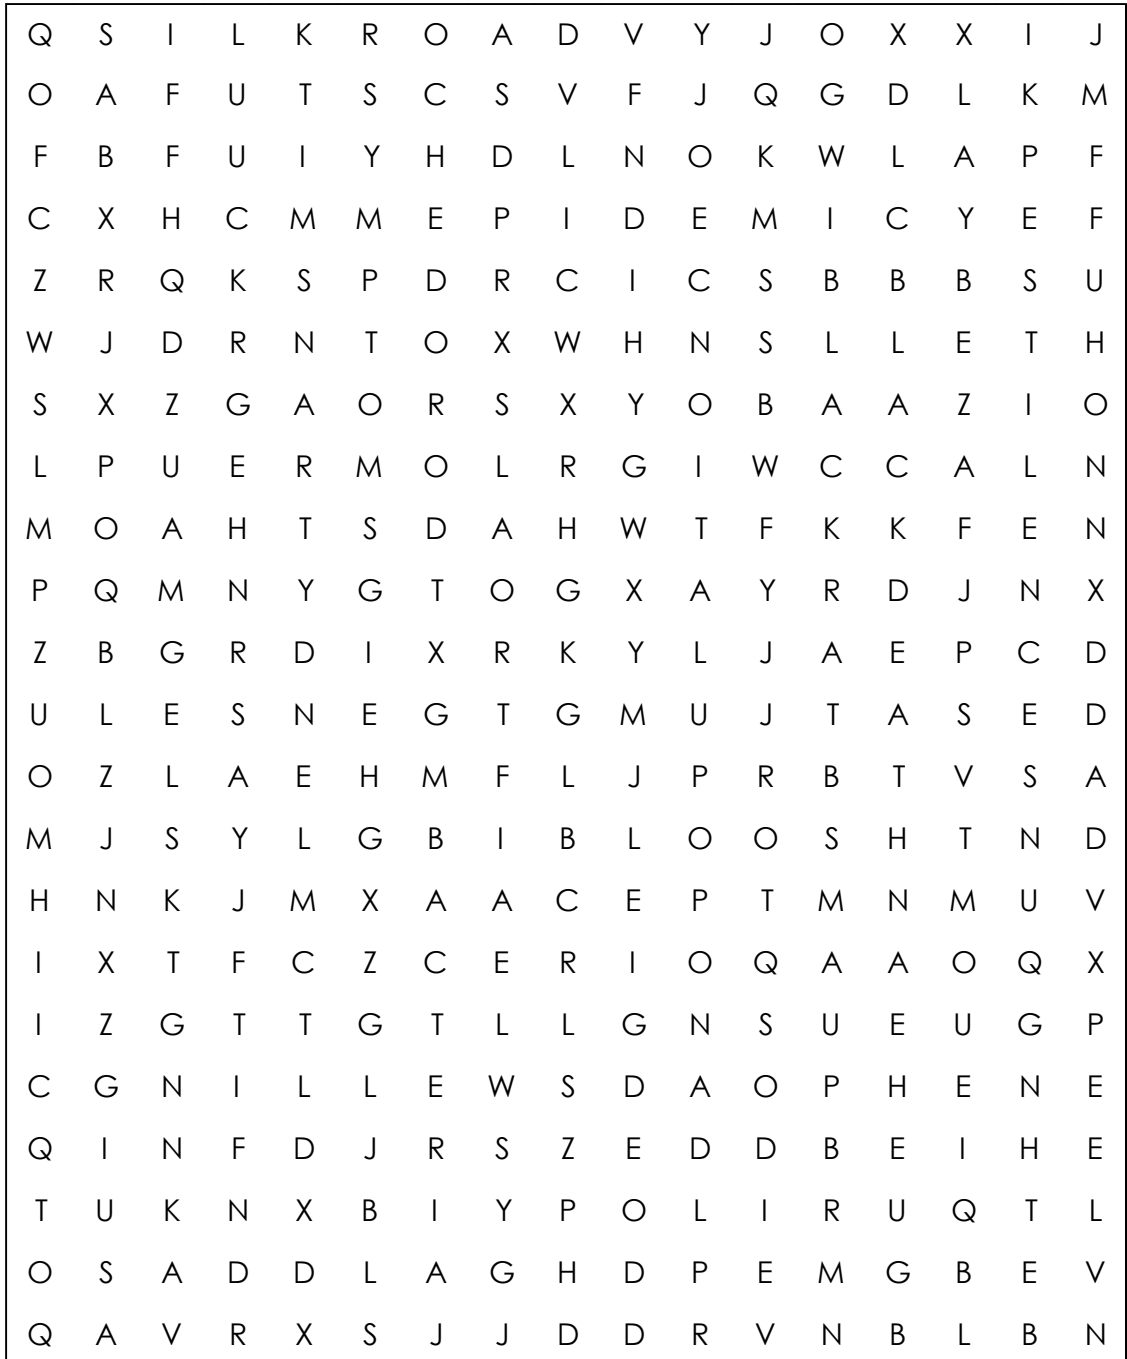 Q S I L K R O A D V Y J O X X I J
O A F U T S C S V F J Q G D L K M
F B F U I Y H D L N O K W L A P F
C X H C M M E P I D E M I C Y E F
Z R Q K S P D R C I C S B B B S U
W J D R N T O X W H N S L L E T H
S X Z G A O R S X Y O B A A Z I O
L P U E R M O L R G I W C C A L N
M O A H T S D A H W T F K K F E N
P Q M N Y G T O G X A Y R D J N X
Z B G R D I X R K Y L J A E P C D
U L E S N E G T G M U J T A S E D
O Z L A E H M F L J P R B T V S A
M J S Y L G B I B L O O S H T N D
H N K J M X A A C E P T M N M U V
I X T F C Z C E R I O Q A A O Q X
I Z G T T G T L L G N S U E U G P
C G N I L L E W S D A O P H E N E
Q I N F D J R S Z E D D B E I H E
T U K N X B I Y P O L I R U Q T L
O S A D D L A G H D P E M G B E V
Q A V R X S J J D D R V N B L B N